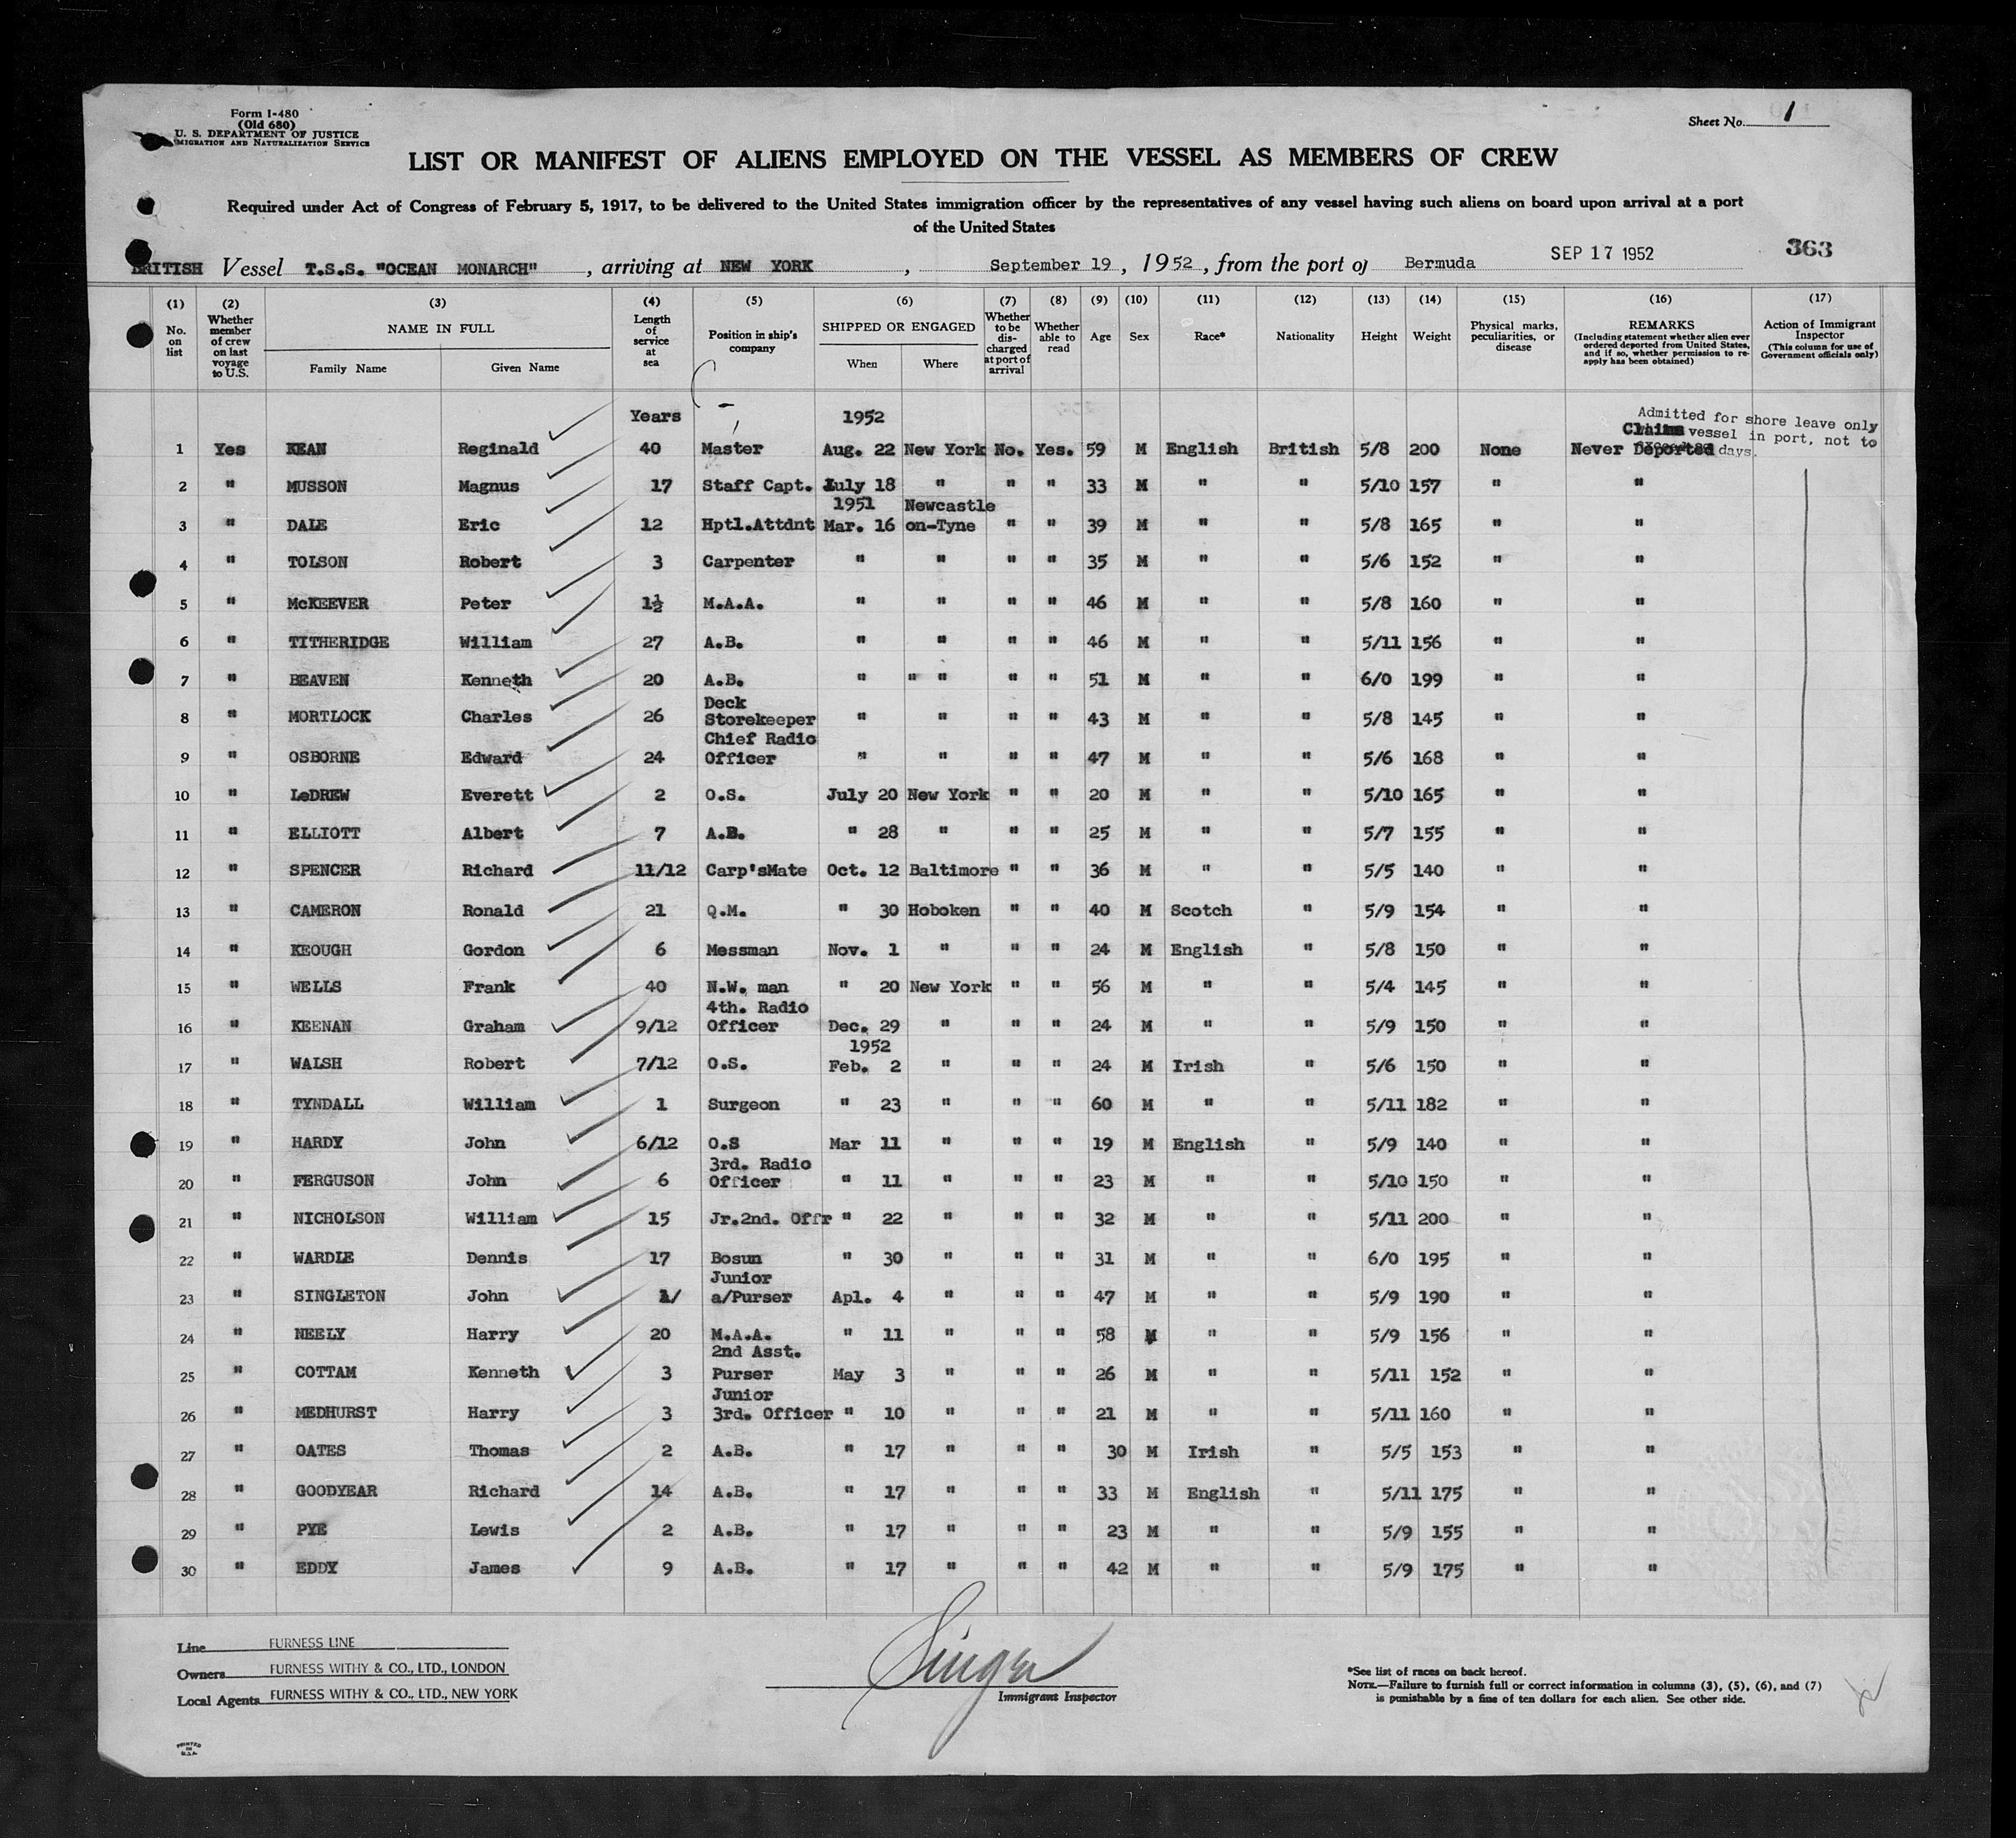 Form I-480
(Old 680)
U. S. DEPARTMENT OF JUSTICE
IMMIGRATION AND NATURALIZATION SERVICE
Sheet No. 1
LIST OR MANIFEST OF ALIENS EMPLOYED ON THE VESSEL AS MEMBERS OF CREW
Required under Act of Congress of February 5, 1917, to be delivered to the United States immigration officer by the representatives of any vessel having such aliens on board upon arrival at a port
of the United States
363
BRITISH Vessel T.S.S. "OCEAN MONARCH", arriving at NEW YORK, September 19, 1952, from the port of Bermuda SEP 17 1952
(1) (2) (3) (4) (5) (6) (7) (8) (9) (10) (11) (12) (13) (14) (15) (16) (17)
No. on list
Whether member of crew on last voyage to U.S.
NAME IN FULL
Family Name Given Name
Length of service at sea
Position in ship's company
SHIPPED OR ENGAGED
When Where
Whether to be discharged at port of arrival
Whether able to read
Age
Sex
Race*
Nationality
Height
Weight
Physical marks, peculiarities, or disease
REMARKS
(Including statement whether alien ever ordered deported from United States, and if so, whether permission to reapply has been obtained)
Action of Immigrant Inspector
(This column for use of Government officials only)
Years 1952
Admitted for shore leave only
Claims vessel in port, not to
days.
1 Yes KEAN Reginald 40 Master Aug. 22 New York No. Yes. 59 M English British 5/8 200 None Never Deported
2 " MUSSON Magnus 17 Staff Capt. July 18 " " " 33 M " " 5/10 157 " "
1951 Newcastle
3 " DALE Eric 12 Hptl.Attdnt Mar. 16 on-Tyne " " 39 M " " 5/8 165 " "
4 " TOLSON Robert 3 Carpenter " " " " 35 M " " 5/6 152 " "
5 " McKEEVER Peter 1½ M.A.A. " " " " 46 M " " 5/8 160 " "
6 " TITHERIDGE William 27 A.B. " " " " 46 M " " 5/11 156 " "
7 " BEAVEN Kenneth 20 A.B. " " " " " 51 M " " 6/0 199 " "
Deck
8 " MORTLOCK Charles 26 Storekeeper " " " " 43 M " " 5/8 145 " "
Chief Radio
9 " OSBORNE Edward 24 Officer " " " " 47 M " " 5/6 168 " "
10 " LeDREW Everett 2 O.S. July 20 New York " " 20 M " " 5/10 165 " "
11 " ELLIOTT Albert 7 A.B. " 28 " " " 25 M " " 5/7 155 " "
12 " SPENCER Richard 11/12 Carp'sMate Oct. 12 Baltimore " " 36 M " " 5/5 140 " "
13 " CAMERON Ronald 21 Q.M. " 30 Hoboken " " 40 M Scotch " 5/9 154 " "
14 " KEOUGH Gordon 6 Messman Nov. 1 " " " 24 M English " 5/8 150 " "
15 " WELLS Frank 40 N.W. man " 20 New York " " 56 M " " 5/4 145 " "
4th. Radio
16 " KEENAN Graham 9/12 Officer Dec. 29 " " " 24 M " " 5/9 150 " "
1952
17 " WALSH Robert 7/12 O.S. Feb. 2 " " " 24 M Irish " 5/6 150 " "
18 " TYNDALL William 1 Surgeon " 23 " " " 60 M " " 5/11 182 " "
19 " HARDY John 6/12 O.S Mar 11 " " " 19 M English " 5/9 140 " "
3rd. Radio
20 " FERGUSON John 6 Officer " 11 " " " 23 M " " 5/10 150 " "
21 " NICHOLSON William 15 Jr.2nd. Offr " 22 " " " 32 M " " 5/11 200 " "
22 " WARDLE Dennis 17 Bosun " 30 " " " 31 M " " 6/0 195 " "
Junior
23 " SINGLETON John 1/ a/Purser Apl. 4 " " " 47 M " " 5/9 190 " "
24 " NEELY Harry 20 M.A.A. " 11 " " " 58 M " " 5/9 156 " "
2nd Asst.
25 " COTTAM Kenneth 3 Purser May 3 " " " 26 M " " 5/11 152 " "
Junior
26 " MEDHURST Harry 3 3rd. Officer " 10 " " " 21 M " " 5/11 160 " "
27 " OATES Thomas 2 A.B. " 17 " " " 30 M Irish " 5/5 153 " "
28 " GOODYEAR Richard 14 A.B. " 17 " " " 33 M English " 5/11 175 " "
29 " PYE Lewis 2 A.B. " 17 " " " 23 M " " 5/9 155 " "
30 " EDDY James 9 A.B. " 17 " " " 42 M " " 5/9 175 " "
Line FURNESS LINE
Owners FURNESS WITHY & CO., LTD., LONDON
Local Agents FURNESS WITHY & CO., LTD., NEW YORK
Singer
Immigrant Inspector
*See list of races on back hereof.
NOTE.—Failure to furnish full or correct information in columns (3), (5), (6), and (7)
is punishable by a fine of ten dollars for each alien. See other side.
PRINTED
IN
U.S.A.